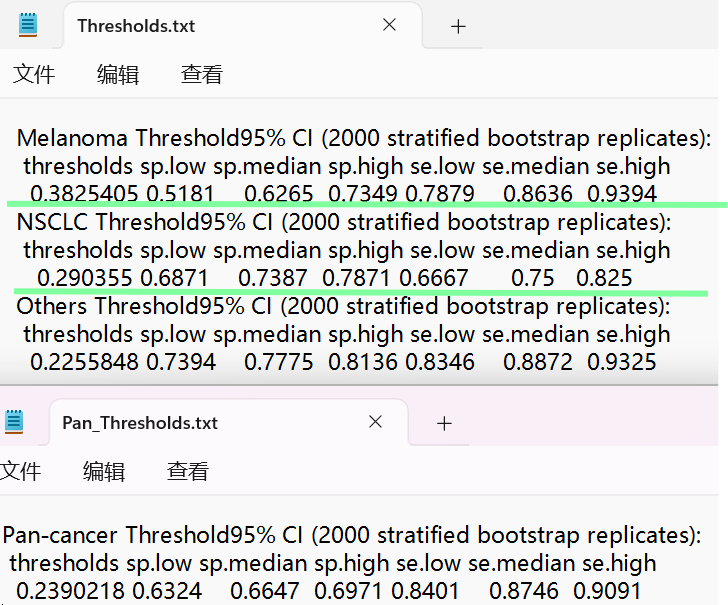 Thresholds.txt
文件 编辑 查看
Melanoma Threshold95% CI (2000 stratified bootstrap replicates):
thresholds sp.low sp.median sp.high se.low se.median se.high
0.3825405 0.5181 0.6265 0.7349 0.7879 0.8636 0.9394
NSCLC Threshold95% CI (2000 stratified bootstrap replicates):
thresholds sp.low sp.median sp.high se.low se.median se.high
0.290355 0.6871 0.7387 0.7871 0.6667 0.75 0.825
Others Threshold95% CI (2000 stratified bootstrap replicates):
thresholds sp.low sp.median sp.high se.low se.median se.high
0.2255848 0.7394 0.7775 0.8136 0.8346 0.8872 0.9325
Pan_Thresholds.txt
文件 编辑 查看
Pan-cancer Threshold95% CI (2000 stratified bootstrap replicates):
thresholds sp.low sp.median sp.high se.low se.median se.high
0.2390218 0.6324 0.6647 0.6971 0.8401 0.8746 0.9091